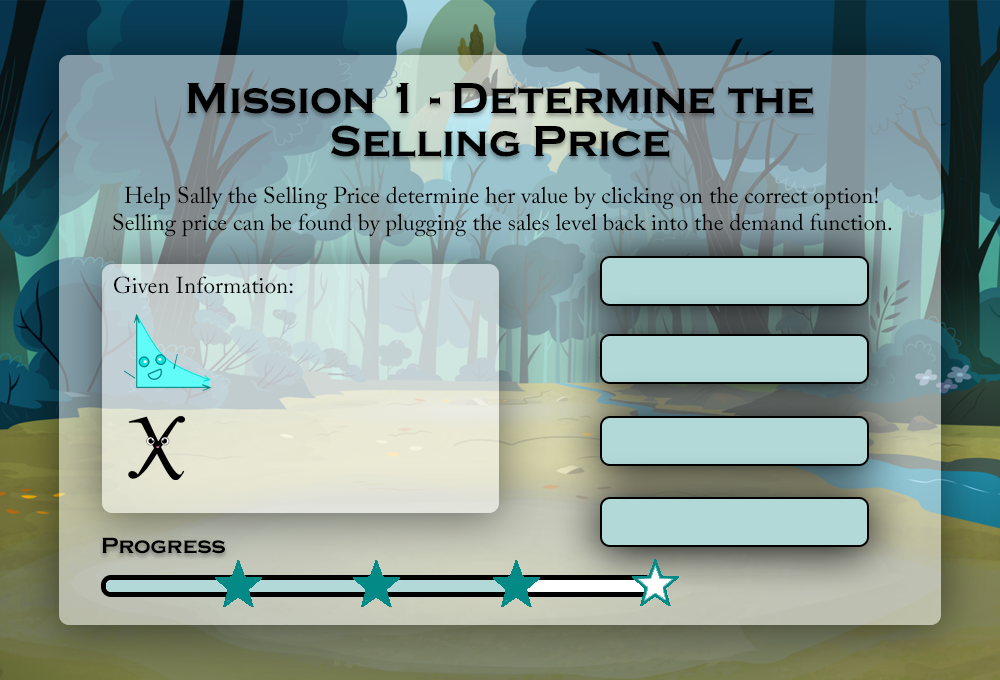 Mission 1 - Determine the
Selling Price
Help Sally the Selling Price determine her value by clicking on the correct option!
Selling price can be found by plugging the sales level back into the demand function.
Given Information:
X
Progress